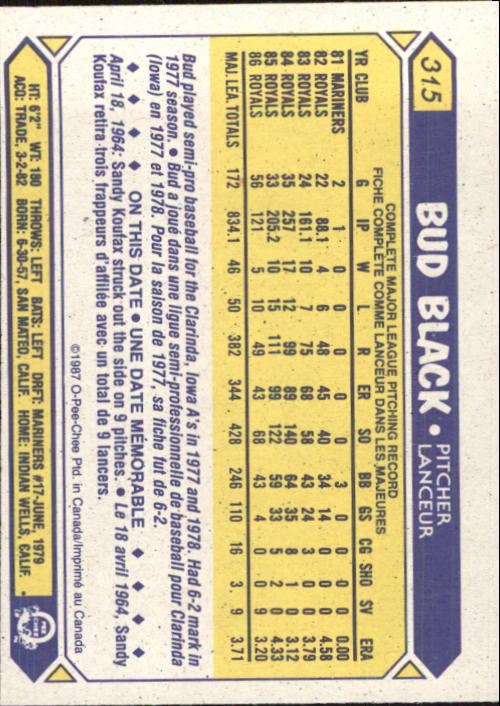 315 BUD BLACK • PITCHER LANCEUR
COMPLETE MAJOR LEAGUE PITCHING RECORD
FICHE COMPLÈTE COMME LANCEUR DANS LES MAJEURES
YR CLUB G IP W L R ER SO BB GS CG SHO SV ERA
81 MARINERS 2 1 0 0 0 0 0 3 0 0 0 0 0.00
82 ROYALS 22 88.1 4 6 48 45 40 34 14 0 0 0 4.58
83 ROYALS 24 161.1 10 7 75 68 58 43 24 3 0 0 3.79
84 ROYALS 35 257 17 12 99 89 140 64 35 8 1 0 3.12
85 ROYALS 33 205.2 10 15 111 99 122 59 33 5 2 0 4.33
86 ROYALS 56 121 5 10 49 43 68 43 4 0 0 9 3.20
MAJ. LEA. TOTALS 172 834.1 46 50 382 344 428 246 110 16 3. 9 3.71
Bud played semi-pro baseball for the Clarinda, Iowa A's in 1977 and 1978. Had 6-2 mark in
1977 season. • Bud a joué dans une ligue semi-professionnelle de baseball pour Clarinda
(Iowa) en 1977 et 1978. Pour la saison de 1977, sa fiche fut de 6-2.
♦ ♦ ♦ ♦ ON THIS DATE • UNE DATE MÉMORABLE ♦ ♦ ♦ ♦
April 18, 1964: Sandy Koufax struck out the side on 9 pitches. • Le 18 avril 1964, Sandy
Koufax retira trois frappeurs d'affilée avec un total de 9 lancers.
©1987 O-Pee-Chee Ptd. in Canada/Imprimé au Canada
HT: 6'2" WT: 180 THROWS: LEFT BATS: LEFT DRFT: MARINERS #17-JUNE, 1979
ACQ: TRADE, 3-2-82 BORN: 6-30-57, SAN MATEO, CALIF. HOME: INDIAN WELLS, CALIF.
O-PEE-CHEE